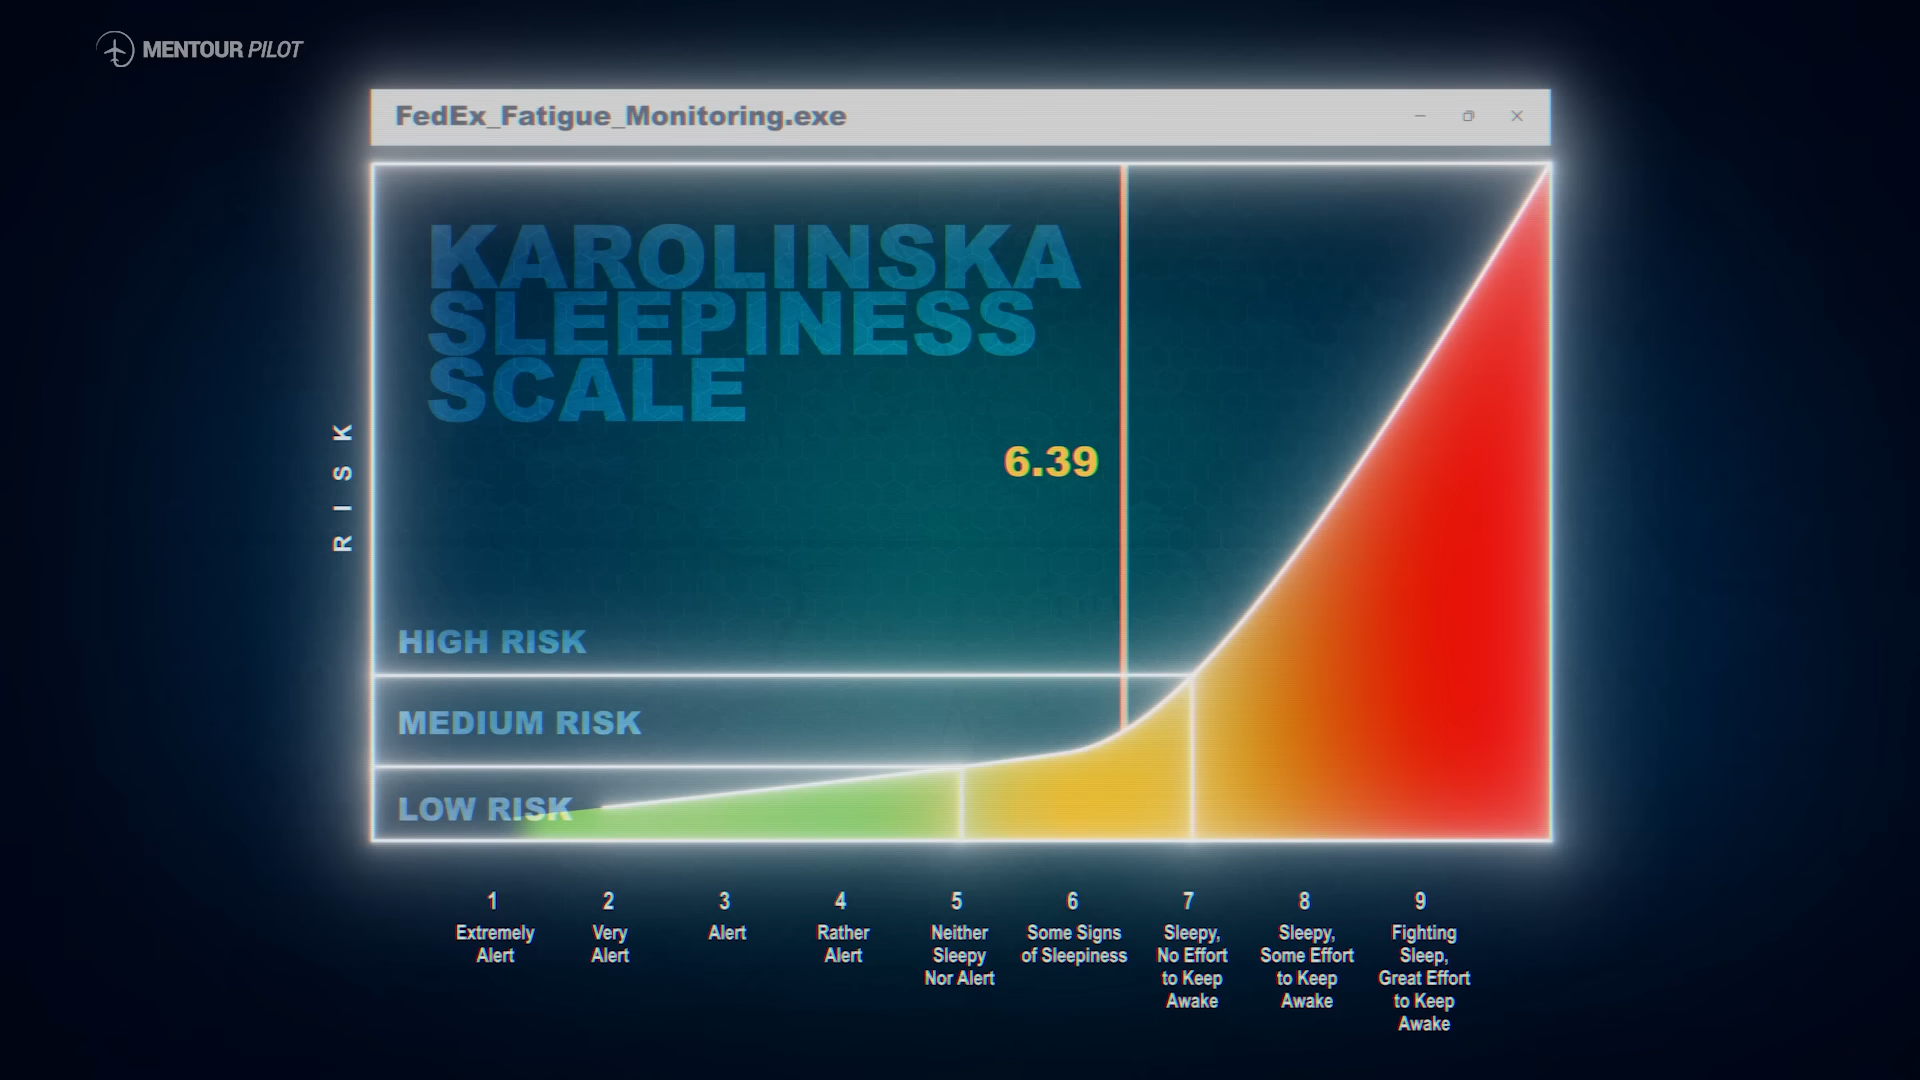 MENTOUR PILOT
FedEx_Fatigue_Monitoring.exe
KAROLINSKA
SLEEPINESS
SCALE
6.39
RISK
HIGH RISK
MEDIUM RISK
LOW RISK
1
Extremely
Alert
2
Very
Alert
3
Alert
4
Rather
Alert
5
Neither
Sleepy
Nor Alert
6
Some Signs
of Sleepiness
7
Sleepy,
No Effort
to Keep
Awake
8
Sleepy,
Some Effort
to Keep
Awake
9
Fighting
Sleep,
Great Effort
to Keep
Awake